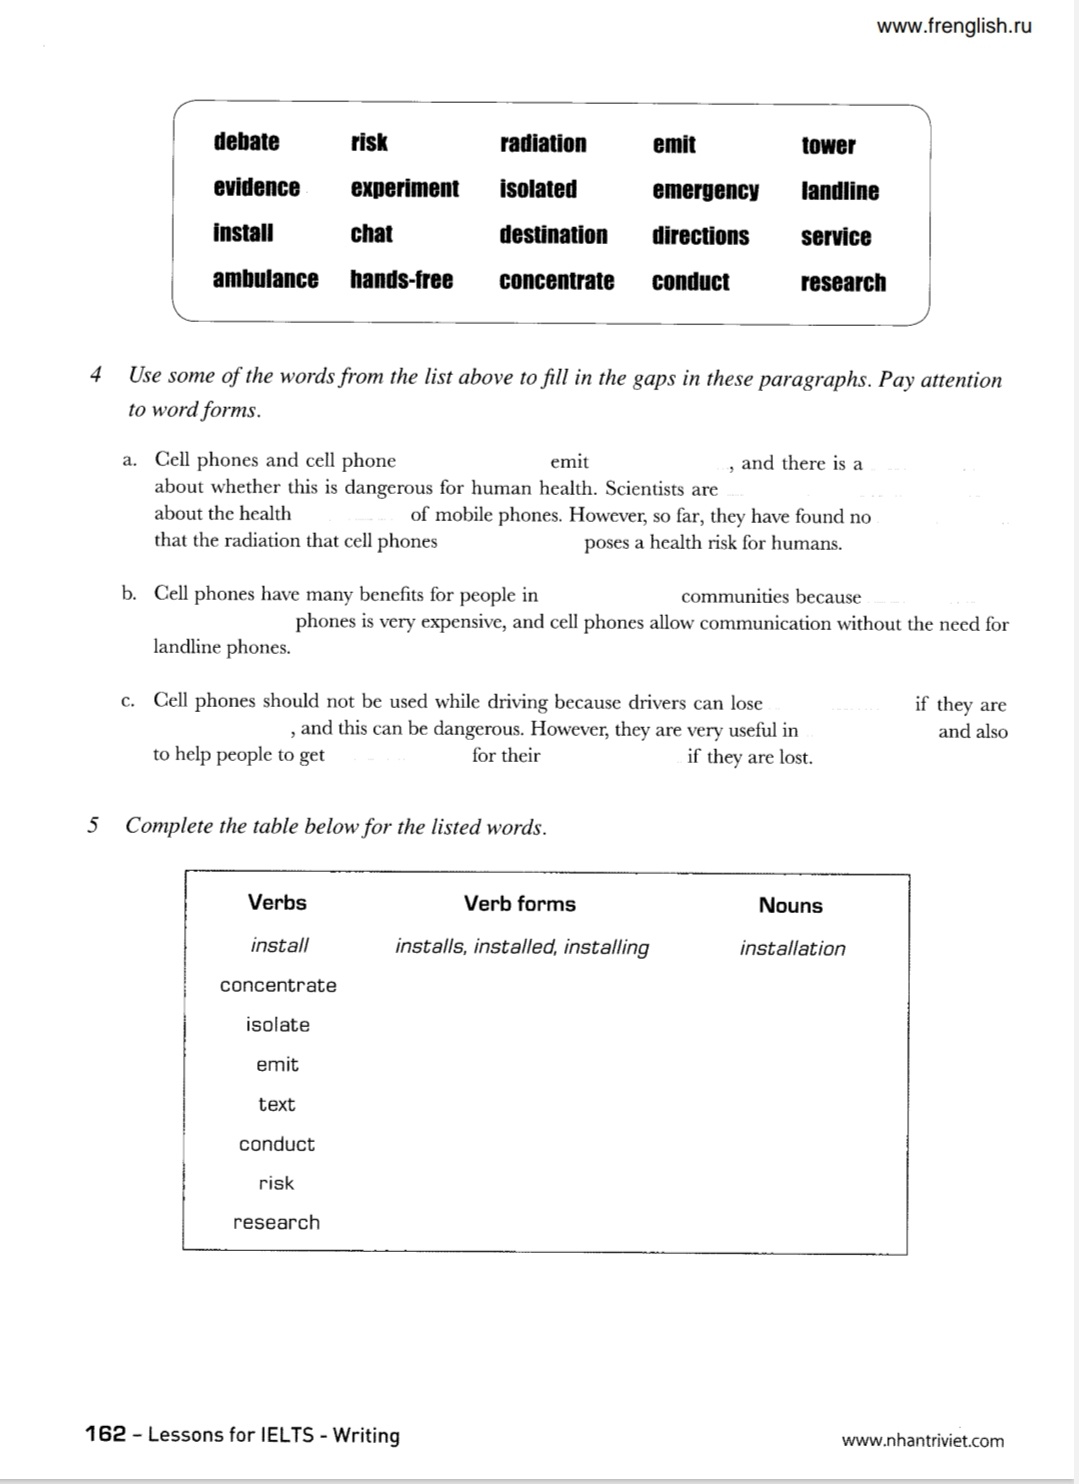 www.frenglish.ru
debate risk radiation emit tower
evidence experiment isolated emergency landline
install chat destination directions service
ambulance hands-free concentrate conduct research
4 Use some of the words from the list above to fill in the gaps in these paragraphs. Pay attention
to word forms.
a. Cell phones and cell phone emit , and there is a
about whether this is dangerous for human health. Scientists are
about the health of mobile phones. However, so far, they have found no
that the radiation that cell phones poses a health risk for humans.
b. Cell phones have many benefits for people in communities because
phones is very expensive, and cell phones allow communication without the need for
landline phones.
c. Cell phones should not be used while driving because drivers can lose if they are
, and this can be dangerous. However, they are very useful in and also
to help people to get for their if they are lost.
5 Complete the table below for the listed words.
Verbs Verb forms Nouns
install installs, installed, installing installation
concentrate
isolate
emit
text
conduct
risk
research
162 – Lessons for IELTS - Writing
www.nhantriviet.com